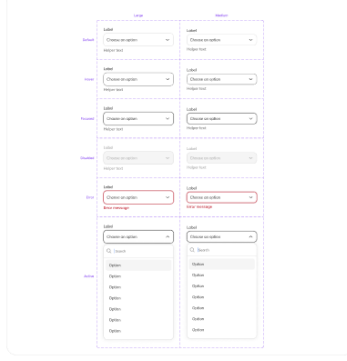 Large Medium
Label Label
Default Choose an option Choose an option
Helper text Helper text
Label Label
Hover Choose an option Choose an option
Helper text Helper text
Label Label
Focused Choose an option Choose an option
Helper text Helper text
Label Label
Disabled Choose an option Choose an option
Helper text Helper text
Label Label
Error Choose an option Choose an option
Error message Error message
Label Label
Choose an option Choose an option
Search Search
Option Option
Active Option Option
Option Option
Option Option
Option Option
Option Option
Option Option